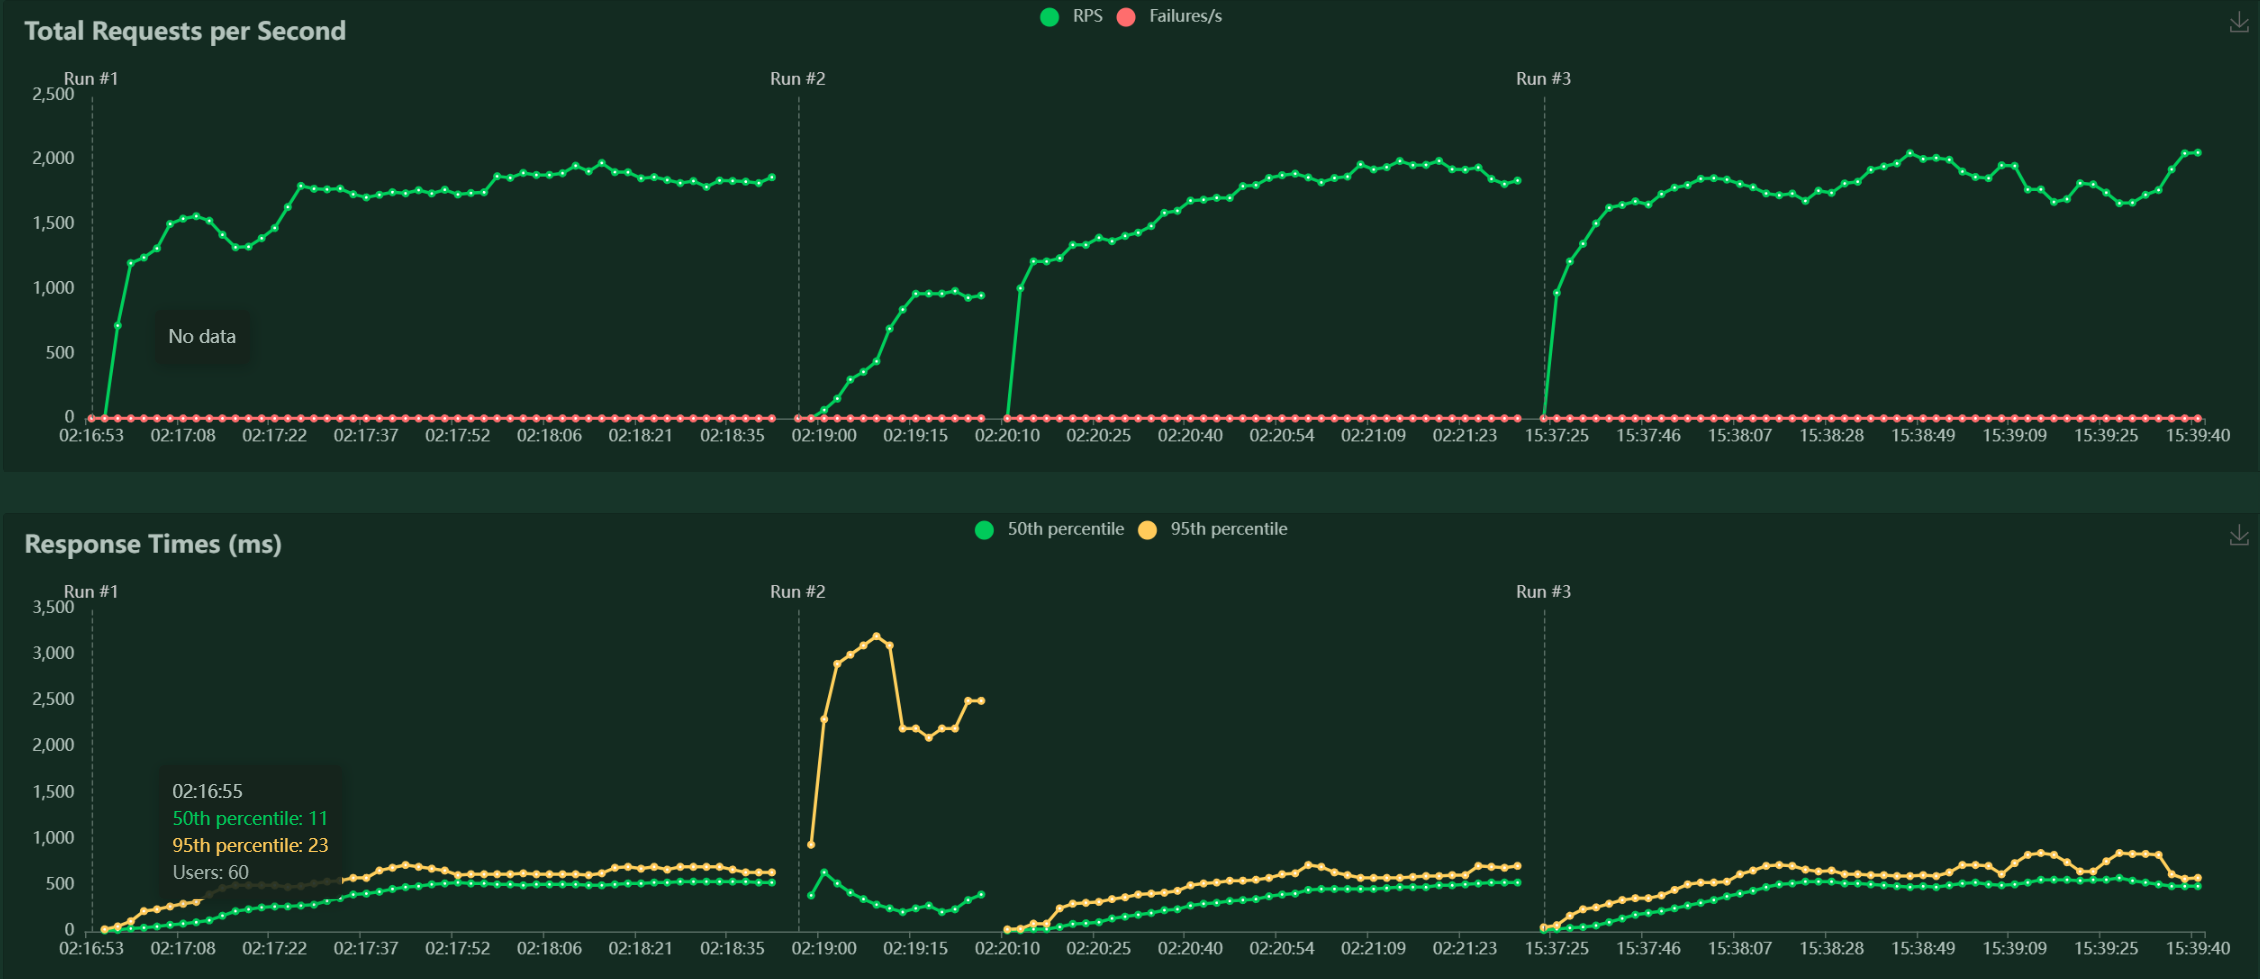 Total Requests per Second
RPS Failures/s
Run #1 Run #2 Run #3
2,500
2,000
1,500
1,000
No data
500
0
02:16:53 02:17:08 02:17:22 02:17:37 02:17:52 02:18:06 02:18:21 02:18:35 02:19:00 02:19:15 02:20:10 02:20:25 02:20:40 02:20:54 02:21:09 02:21:23 15:37:25 15:37:46 15:38:07 15:38:28 15:38:49 15:39:09 15:39:25 15:39:40
Response Times (ms)
50th percentile 95th percentile
Run #1 Run #2 Run #3
3,500
3,000
2,500
2,000
1,500
02:16:55
50th percentile: 11
1,000
95th percentile: 23
Users: 60
500
0
02:16:53 02:17:08 02:17:22 02:17:37 02:17:52 02:18:06 02:18:21 02:18:35 02:19:00 02:19:15 02:20:10 02:20:25 02:20:40 02:20:54 02:21:09 02:21:23 15:37:25 15:37:46 15:38:07 15:38:28 15:38:49 15:39:09 15:39:25 15:39:40